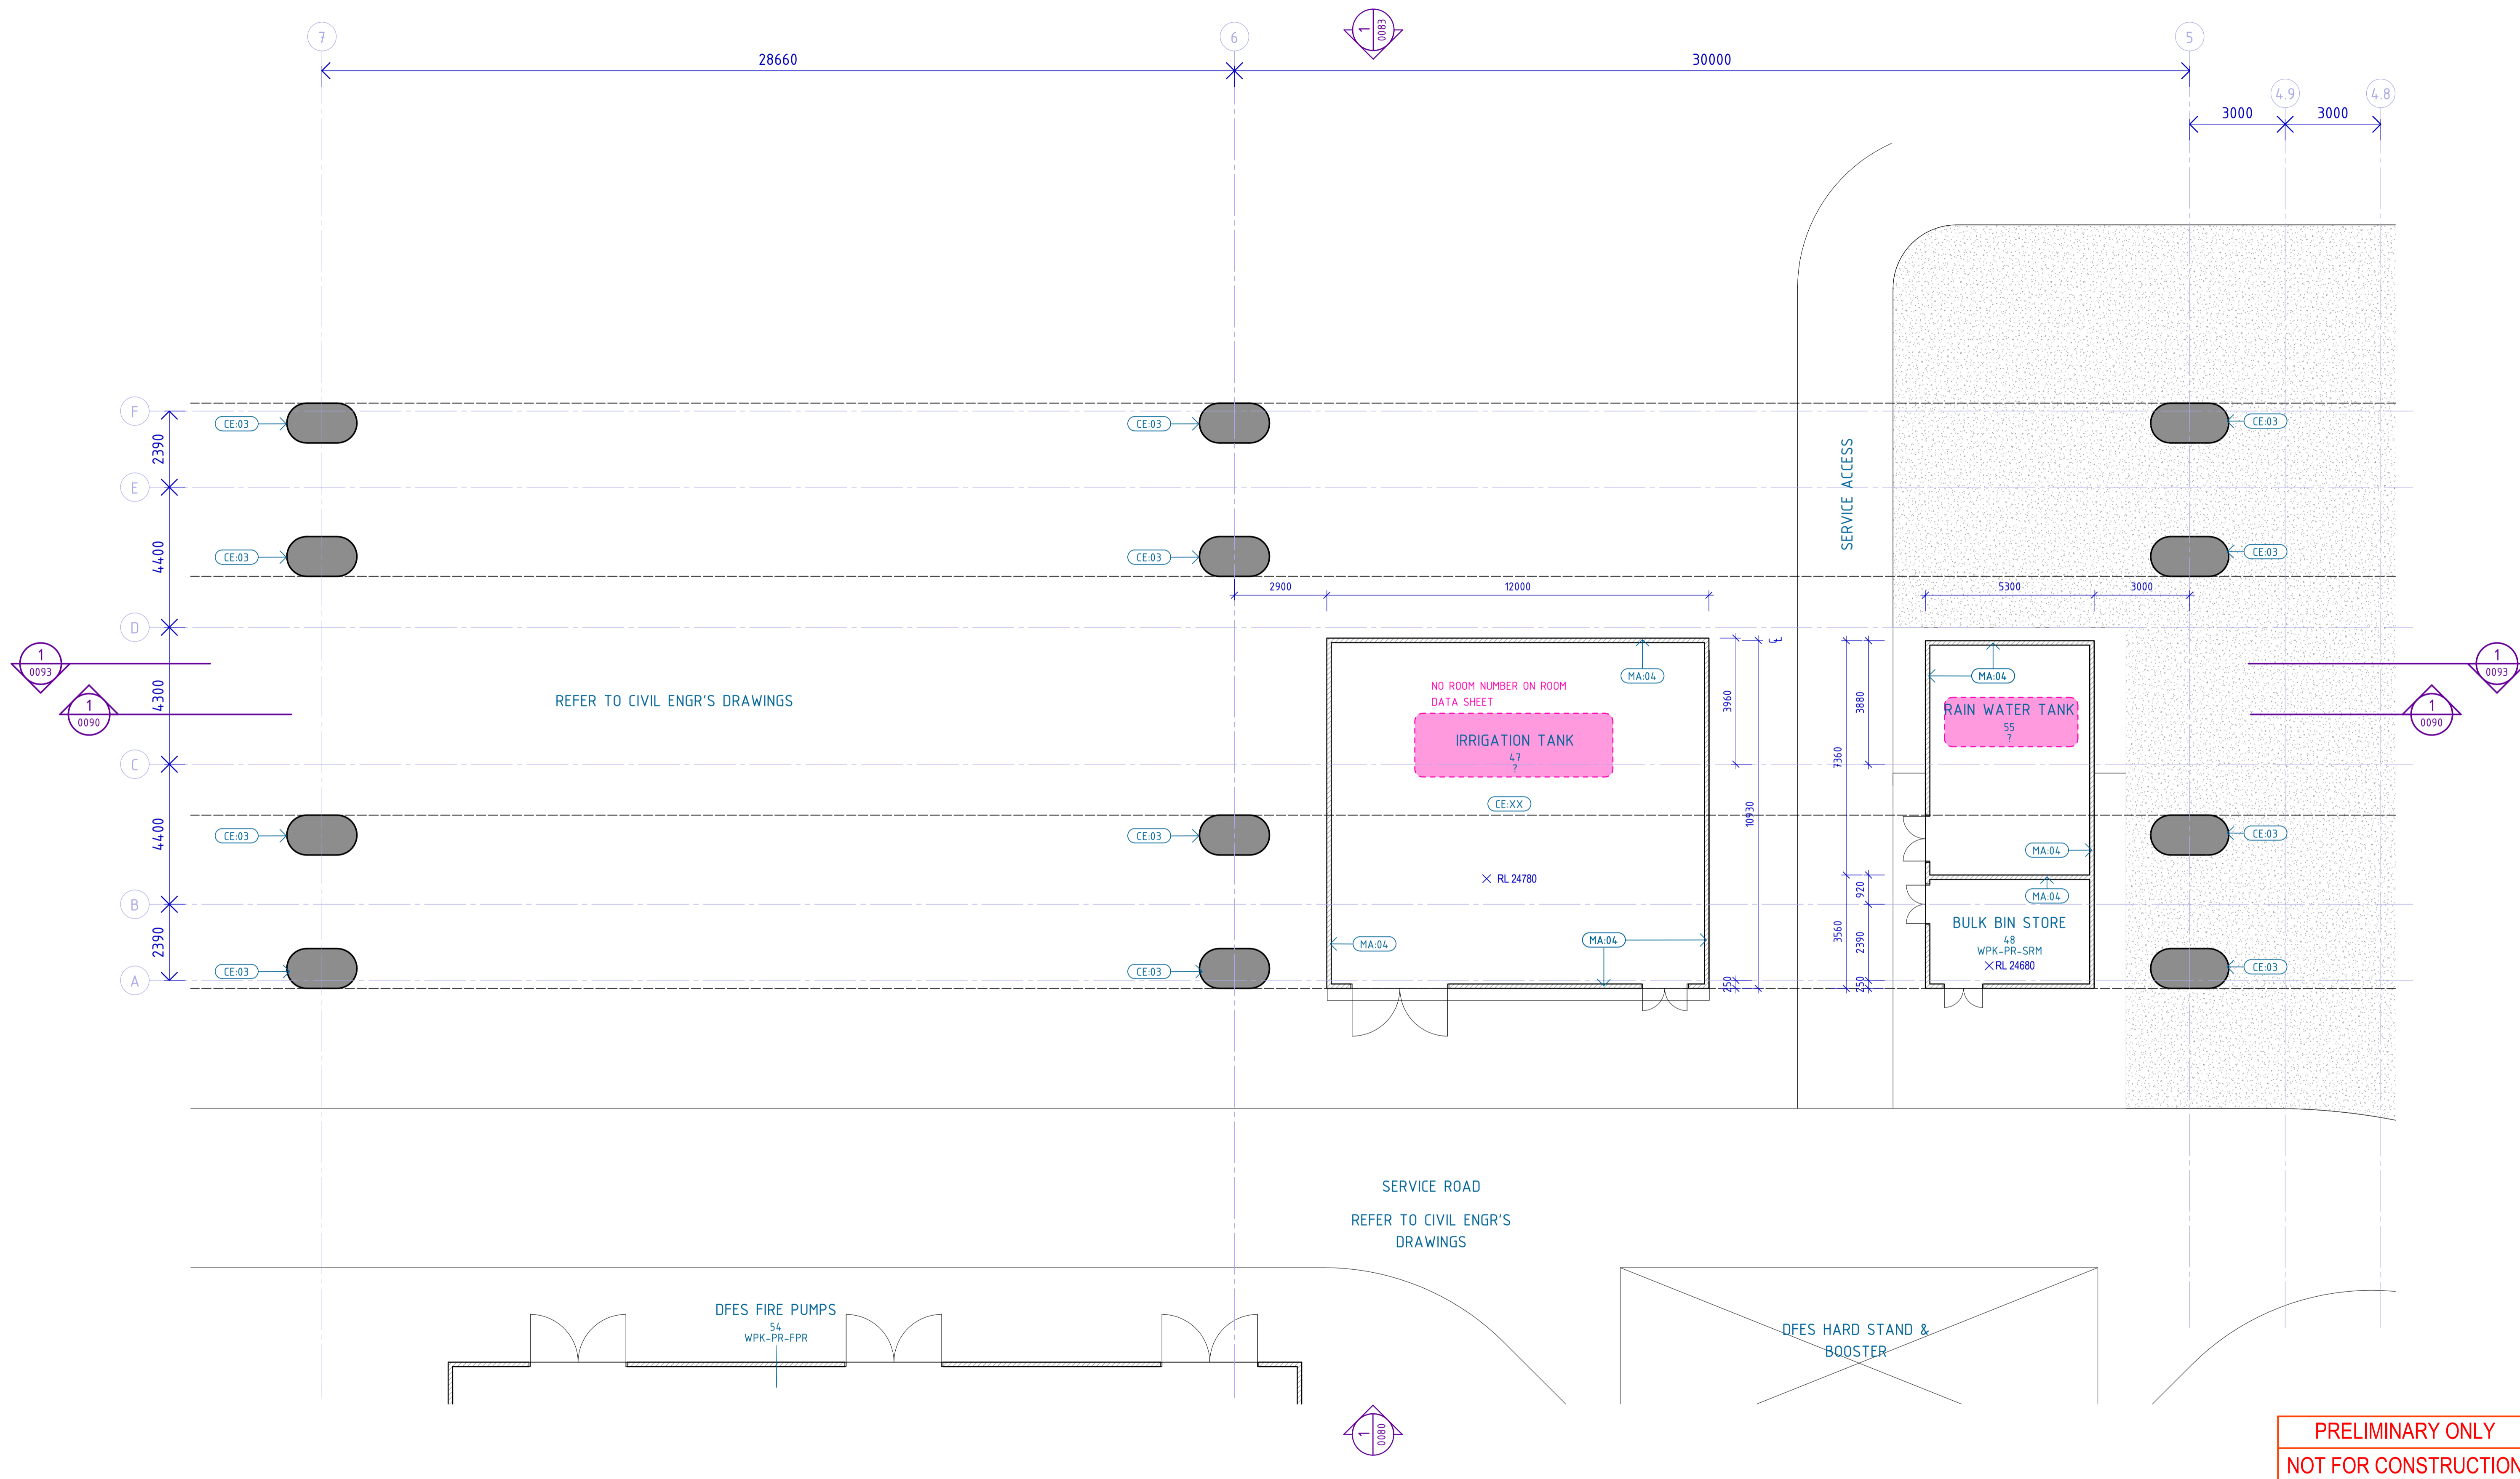 1
0083
7
6
5
28660
30000
4.9
4.8
3000
3000
F
CE:03
CE:03
CE:03
2390
E
SERVICE ACCESS
4400
CE:03
CE:03
CE:03
2900
12000
5300
3000
D
1
0093
1
0090
4300
REFER TO CIVIL ENGR'S DRAWINGS
NO ROOM NUMBER ON ROOM
DATA SHEET
IRRIGATION TANK
47
?
CE:XX
MA:04
3960
10930
250
℄
7360
3880
3560
920
2390
250
MA:04
RAIN WATER TANK
55
?
1
0093
1
0090
C
4400
CE:03
CE:03
CE:03
MA:04
RL 24780
B
MA:04
BULK BIN STORE
48
WPK-PR-SRM
RL 24680
2390
MA:04
MA:04
CE:03
CE:03
CE:03
A
SERVICE ROAD
REFER TO CIVIL ENGR'S
DRAWINGS
DFES FIRE PUMPS
54
WPK-PR-FPR
DFES HARD STAND &
BOOSTER
1
0080
PRELIMINARY ONLY
NOT FOR CONSTRUCTION